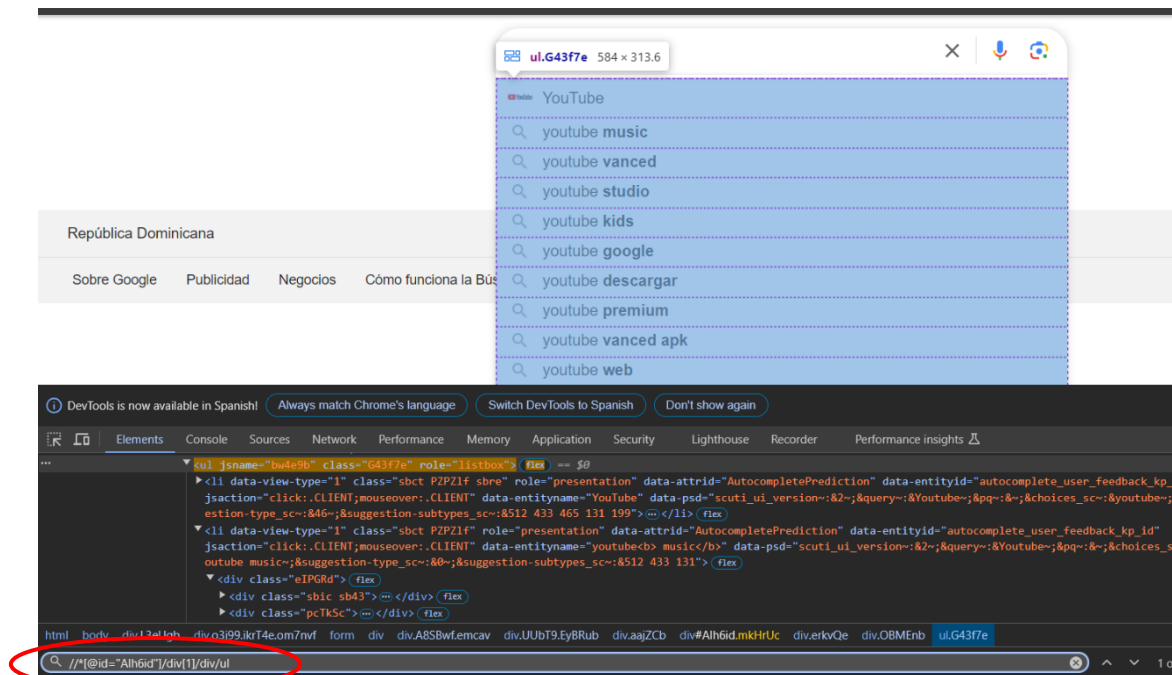 ul.G43f7e 584 × 313.6
YouTube
youtube music
youtube vanced
youtube studio
youtube kids
youtube google
youtube descargar
youtube premium
youtube vanced apk
youtube web
República Dominicana
Sobre Google Publicidad Negocios Cómo funciona la Bús
DevTools is now available in Spanish! Always match Chrome's language Switch DevTools to Spanish Don't show again
Elements Console Sources Network Performance Memory Application Security Lighthouse Recorder Performance insights
<ul jsname="bw4e9b" class="G43f7e" role="listbox"> flex == $0
<li data-view-type="1" class="sbct PZPZlf sbre" role="presentation" data-attrid="AutocompletePrediction" data-entityid="autocomplete_user_feedback_kp_
jsaction="click:.CLIENT;mouseover:.CLIENT" data-entityname="YouTube" data-psd="scuti_ui_version~:&2~;&query~:&Youtube~;&pq~:&~;&choices_sc~:&youtube~;
estion-type_sc~:&46~;&suggestion-subtypes_sc~:&512 433 465 131 199">⋯</li> flex
<li data-view-type="1" class="sbct PZPZlf" role="presentation" data-attrid="AutocompletePrediction" data-entityid="autocomplete_user_feedback_kp_id"
jsaction="click:.CLIENT;mouseover:.CLIENT" data-entityname="youtube<b> music</b>" data-psd="scuti_ui_version~:&2~;&query~:&Youtube~;&pq~:&~;&choices_s
outube music~;&suggestion-type_sc~:&0~;&suggestion-subtypes_sc~:&512 433 131"> flex
<div class="eIPGRd"> flex
<div class="sbic sb43">⋯</div> flex
<div class="pcTkSc">⋯</div> flex
html body div.L3eUgb div.o3j99.ikrT4e.om7nvf form div div.A8SBwf.emcav div.UUbT9.EyBRub div.aajZCb div#Alh6id.mkHrUc div.erkvQe div.OBMEnb ul.G43f7e
//*[@id="Alh6id"]/div[1]/div/ul
1 o